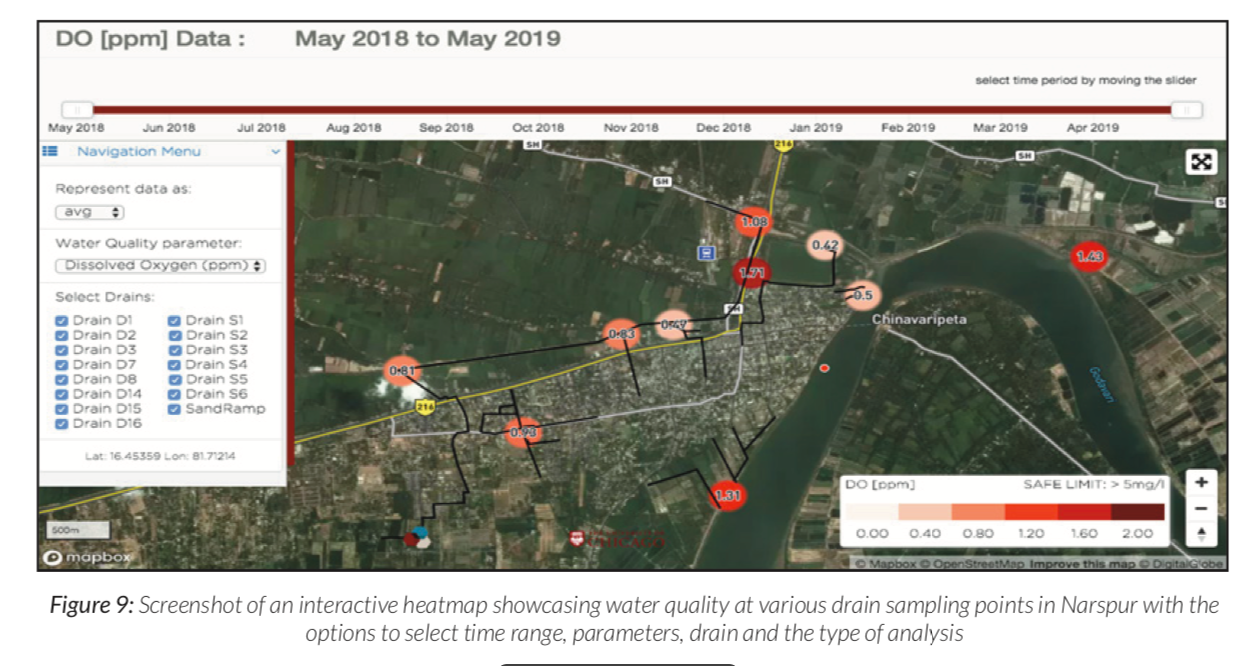 DO [ppm] Data : May 2018 to May 2019
select time period by moving the slider
May 2018 Jun 2018 Jul 2018 Aug 2018 Sep 2018 Oct 2018 Nov 2018 Dec 2018 Jan 2019 Feb 2019 Mar 2019 Apr 2019
Navigation Menu
Represent data as:
avg
Water Quality parameter:
Dissolved Oxygen (ppm)
Select Drains:
Drain D1 Drain S1
Drain D2 Drain S2
Drain D3 Drain S3
Drain D7 Drain S4
Drain D8 Drain S5
Drain D14 Drain S6
Drain D15 SandRamp
Drain D16
Lat: 16.45359 Lon: 81.71214
500m
mapbox
SH
216
SH
SH
S
1.08
0.42
1.71
1.43
0.5
SH
Chinavaripeta
0.83
0.47
0.81
Godavari
216
0.93
1.31
DO [ppm] SAFE LIMIT: > 5mg/l
0.00 0.40 0.80 1.20 1.60 2.00
© Mapbox © OpenStreetMap Improve this map © DigitalGlobe
Figure 9: Screenshot of an interactive heatmap showcasing water quality at various drain sampling points in Narspur with the
options to select time range, parameters, drain and the type of analysis